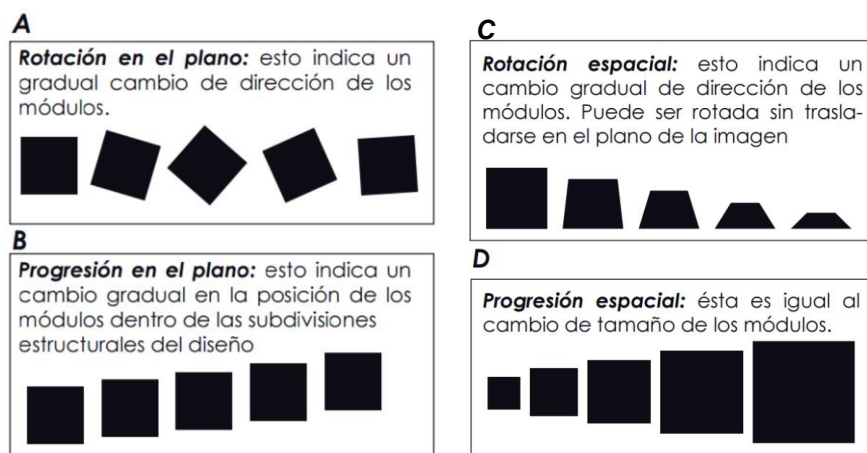 A
Rotación en el plano: esto indica un
gradual cambio de dirección de los
módulos.
B
Progresión en el plano: esto indica un
cambio gradual en la posición de los
módulos dentro de las subdivisiones
estructurales del diseño
C
Rotación espacial: esto indica un
cambio gradual de dirección de los
módulos. Puede ser rotada sin trasla-
darse en el plano de la imagen
D
Progresión espacial: ésta es igual al
cambio de tamaño de los módulos.